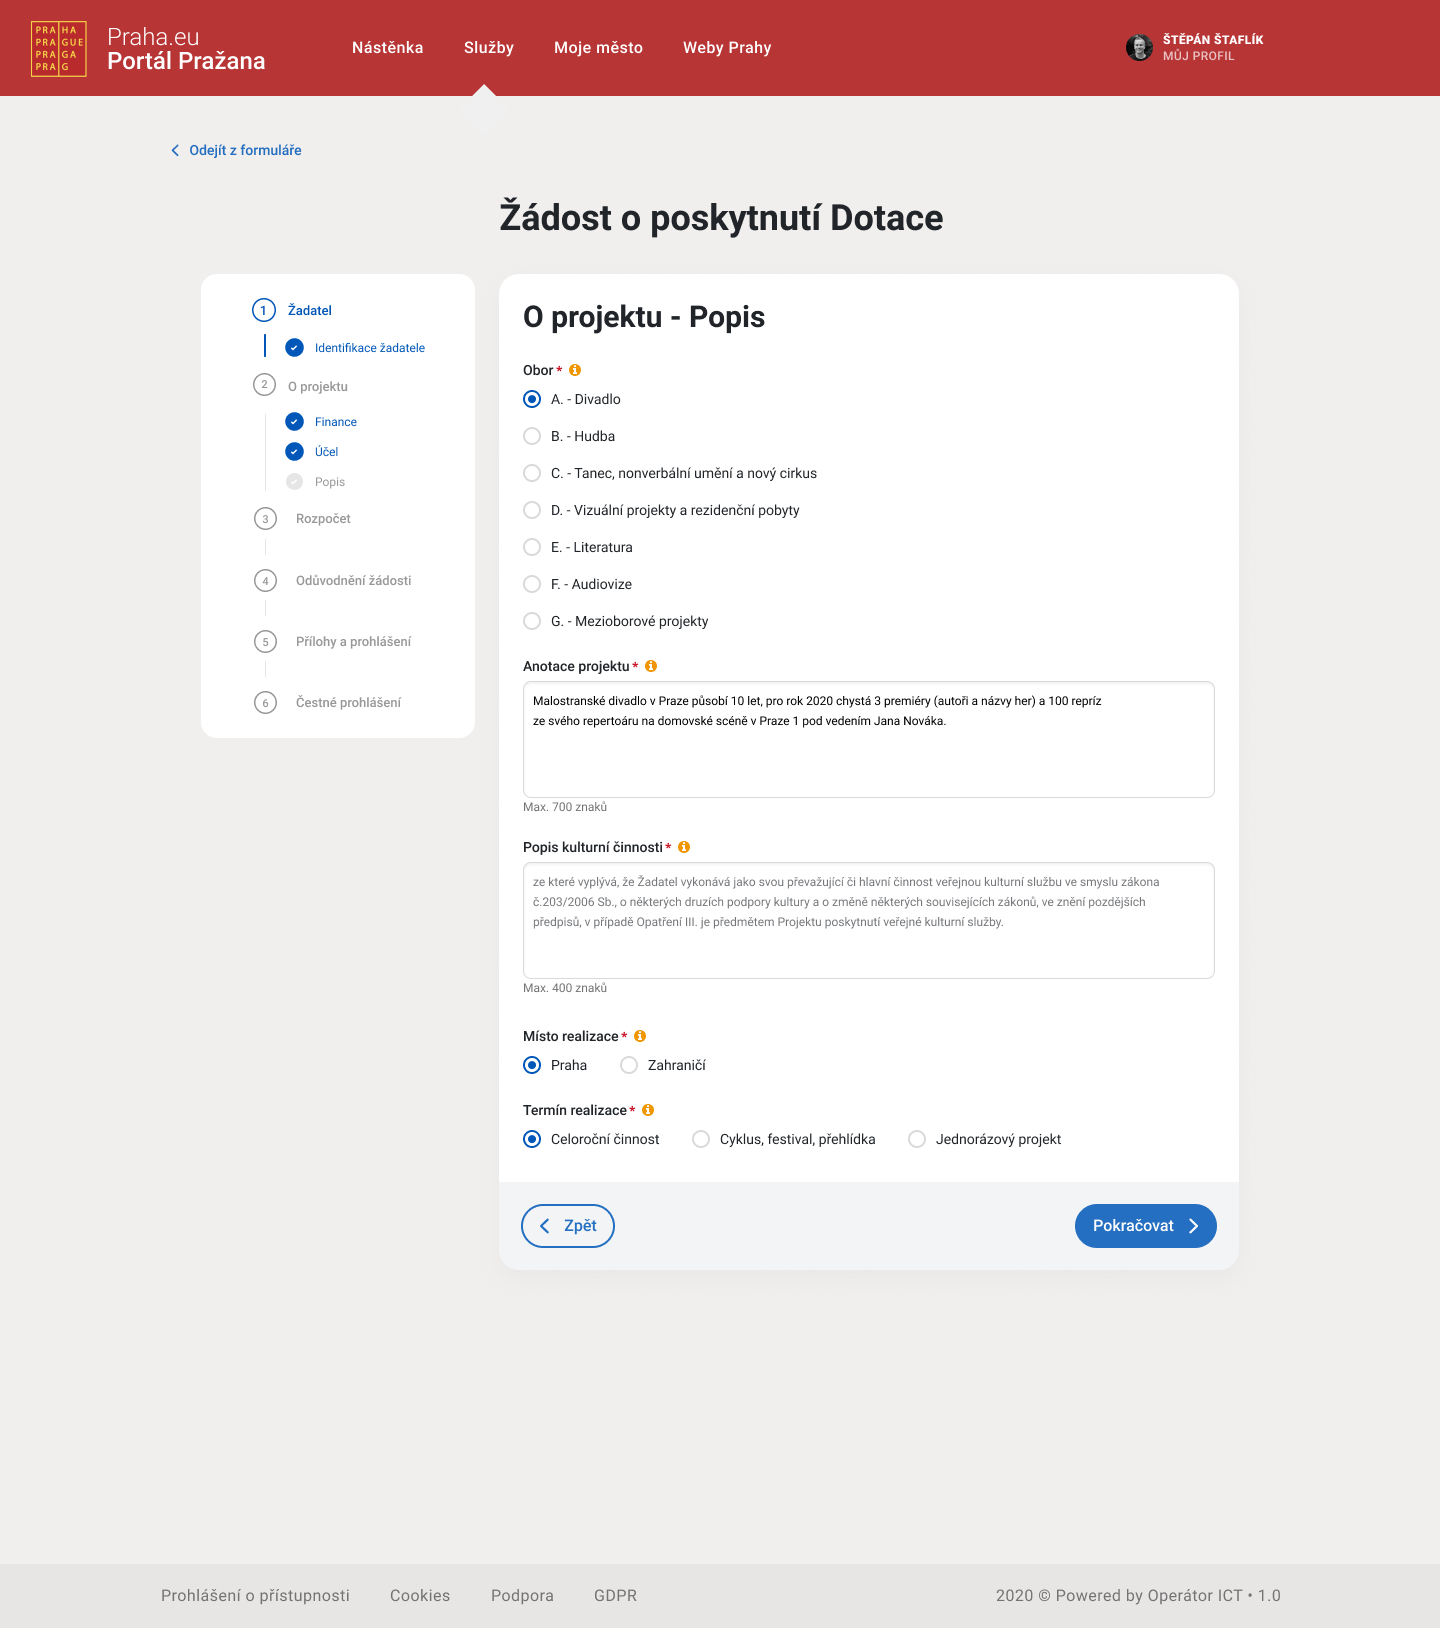 PRAHA
PRAGUE
PRAGA
PRAG
Praha.eu
Portál Pražana
Nástěnka
Služby
Moje město
Weby Prahy
ŠTĚPÁN ŠTAFLÍK
MŮJ PROFIL
Odejít z formuláře
Žádost o poskytnutí Dotace
1 Žadatel
Identifikace žadatele
2 O projektu
Finance
Účel
Popis
3 Rozpočet
4 Odůvodnění žádosti
5 Přílohy a prohlášení
6 Čestné prohlášení
O projektu - Popis
Obor *
A. - Divadlo
B. - Hudba
C. - Tanec, nonverbální umění a nový cirkus
D. - Vizuální projekty a rezidenční pobyty
E. - Literatura
F. - Audiovize
G. - Mezioborové projekty
Anotace projektu *
Malostranské divadlo v Praze působí 10 let, pro rok 2020 chystá 3 premiéry (autoři a názvy her) a 100 repríz
ze svého repertoáru na domovské scéně v Praze 1 pod vedením Jana Nováka.
Max. 700 znaků
Popis kulturní činnosti *
ze které vyplývá, že Žadatel vykonává jako svou převažující či hlavní činnost veřejnou kulturní službu ve smyslu zákona
č.203/2006 Sb., o některých druzích podpory kultury a o změně některých souvisejících zákonů, ve znění pozdějších
předpisů, v případě Opatření III. je předmětem Projektu poskytnutí veřejné kulturní služby.
Max. 400 znaků
Místo realizace *
Praha
Zahraničí
Termín realizace *
Celoroční činnost
Cyklus, festival, přehlídka
Jednorázový projekt
Zpět
Pokračovat
Prohlášení o přístupnosti
Cookies
Podpora
GDPR
2020 © Powered by Operátor ICT • 1.0